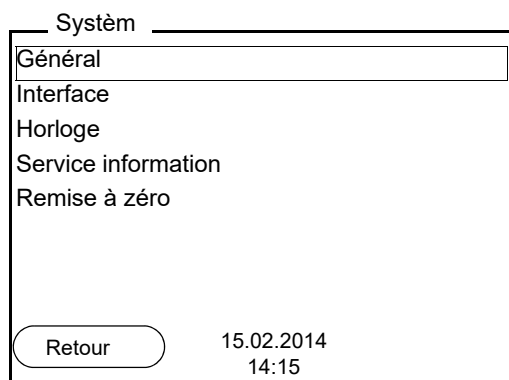 Systèm
Général
Interface
Horloge
Service information
Remise à zéro
Retour
15.02.2014
14:15